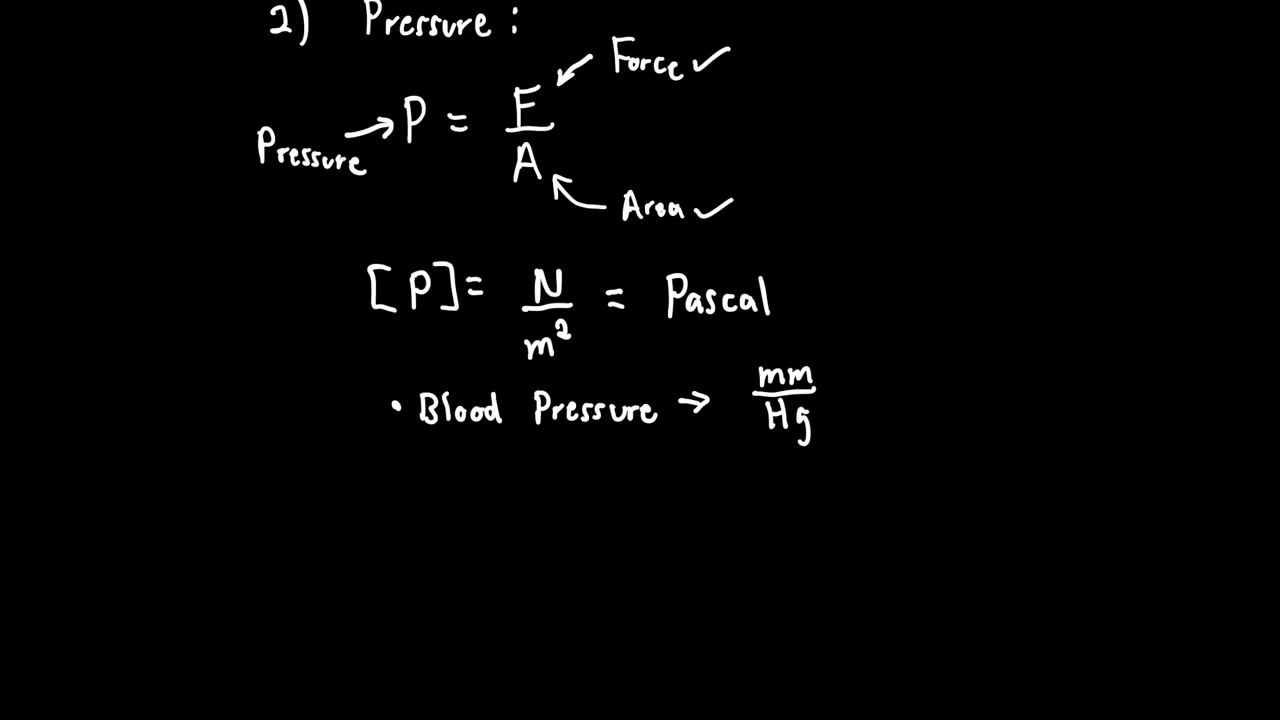 2) Pressure:
Force ✓
Pressure → P = F/A
Area ✓
[P] = N/m² = Pascal
• Blood Pressure → mm/Hg